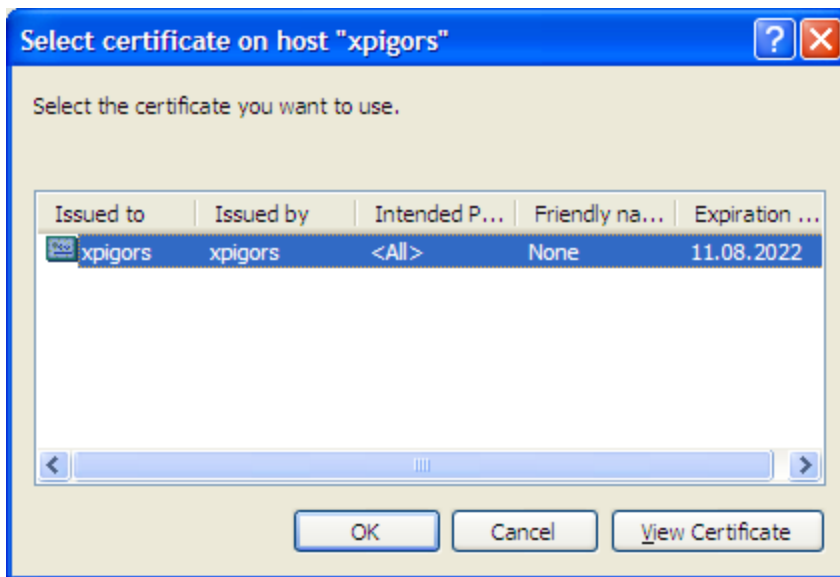 Select certificate on host "xpigors"
Select the certificate you want to use.
Issued to Issued by Intended P... Friendly na... Expiration ...
xpigors xpigors <All> None 11.08.2022
OK Cancel View Certificate